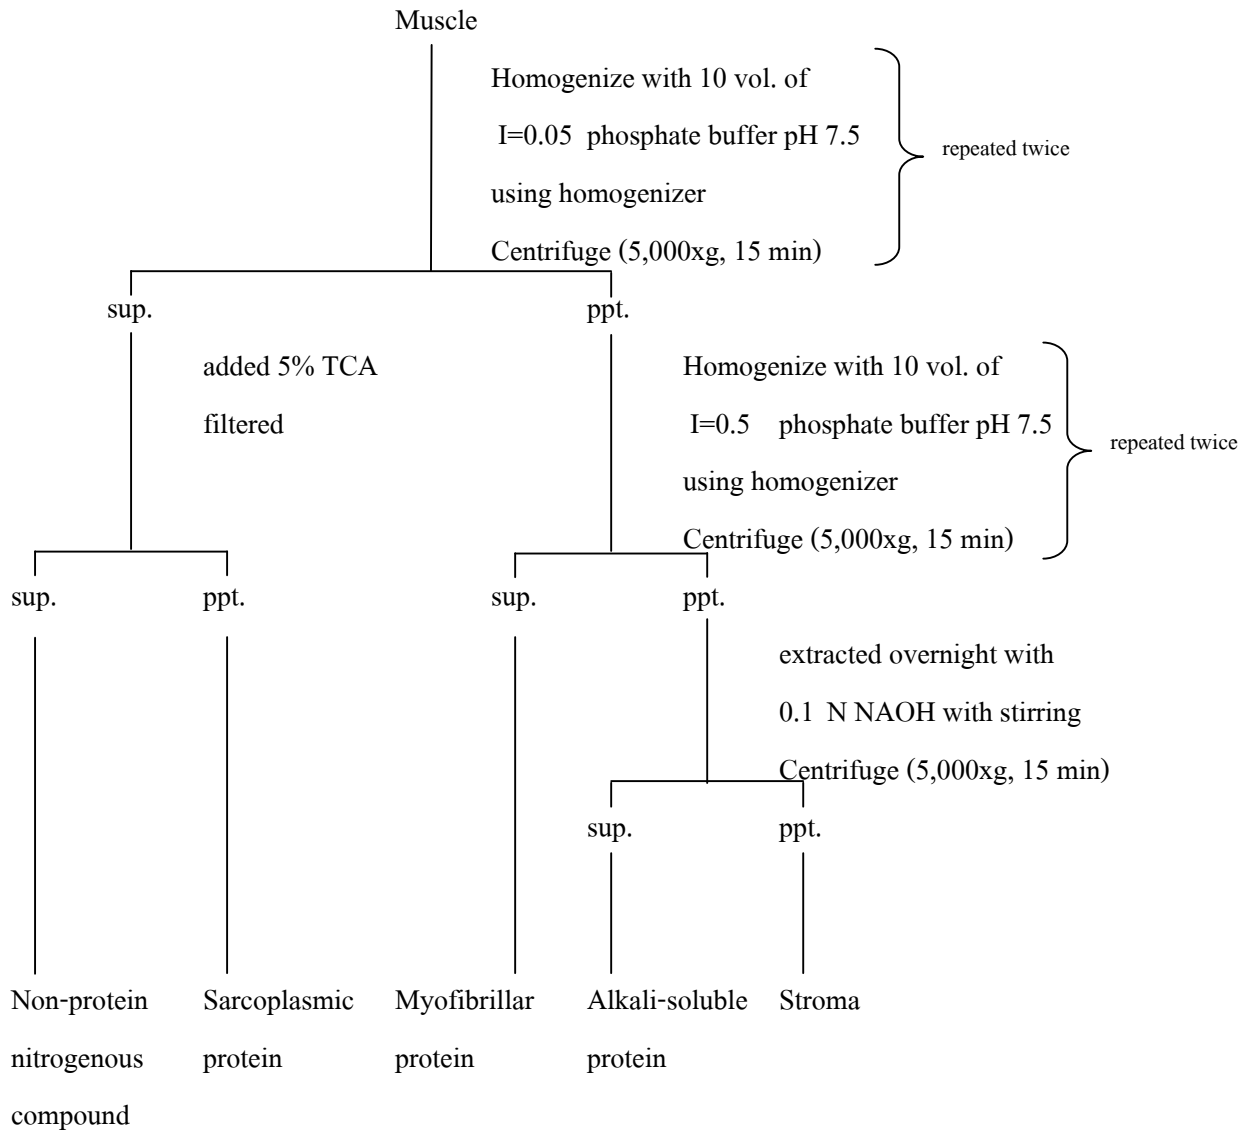 Muscle
Homogenize with 10 vol. of
I=0.05 phosphate buffer pH 7.5
using homogenizer
Centrifuge (5,000xg, 15 min)
repeated twice
sup.
ppt.
added 5% TCA
filtered
Homogenize with 10 vol. of
I=0.5 phosphate buffer pH 7.5
using homogenizer
Centrifuge (5,000xg, 15 min)
repeated twice
sup.
ppt.
sup.
ppt.
extracted overnight with
0.1 N NAOH with stirring
Centrifuge (5,000xg, 15 min)
sup.
ppt.
Non-protein
nitrogenous
compound
Sarcoplasmic
protein
Myofibrillar
protein
Alkali-soluble
protein
Stroma